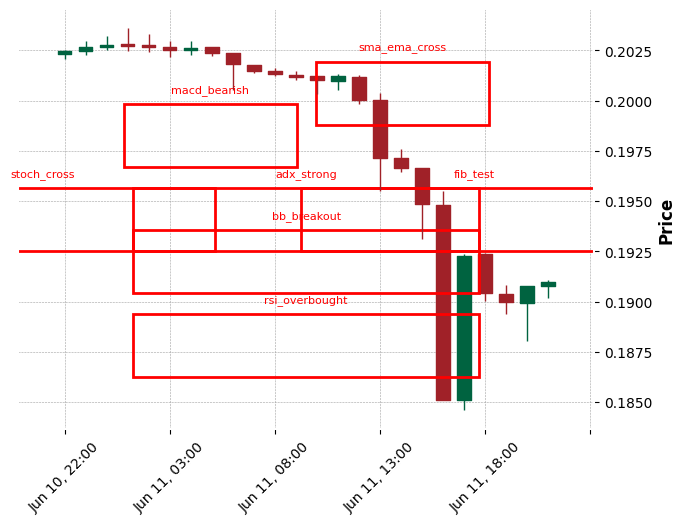 sma_ema_cross
0.2025
macd_bearish
0.2000
0.1975
stoch_cross
adx_strong
fib_test
0.1950
Price
bb_breakout
0.1925
rsi_overbought
0.1900
0.1875
0.1850
Jun 10, 22:00
Jun 11, 03:00
Jun 11, 08:00
Jun 11, 13:00
Jun 11, 18:00